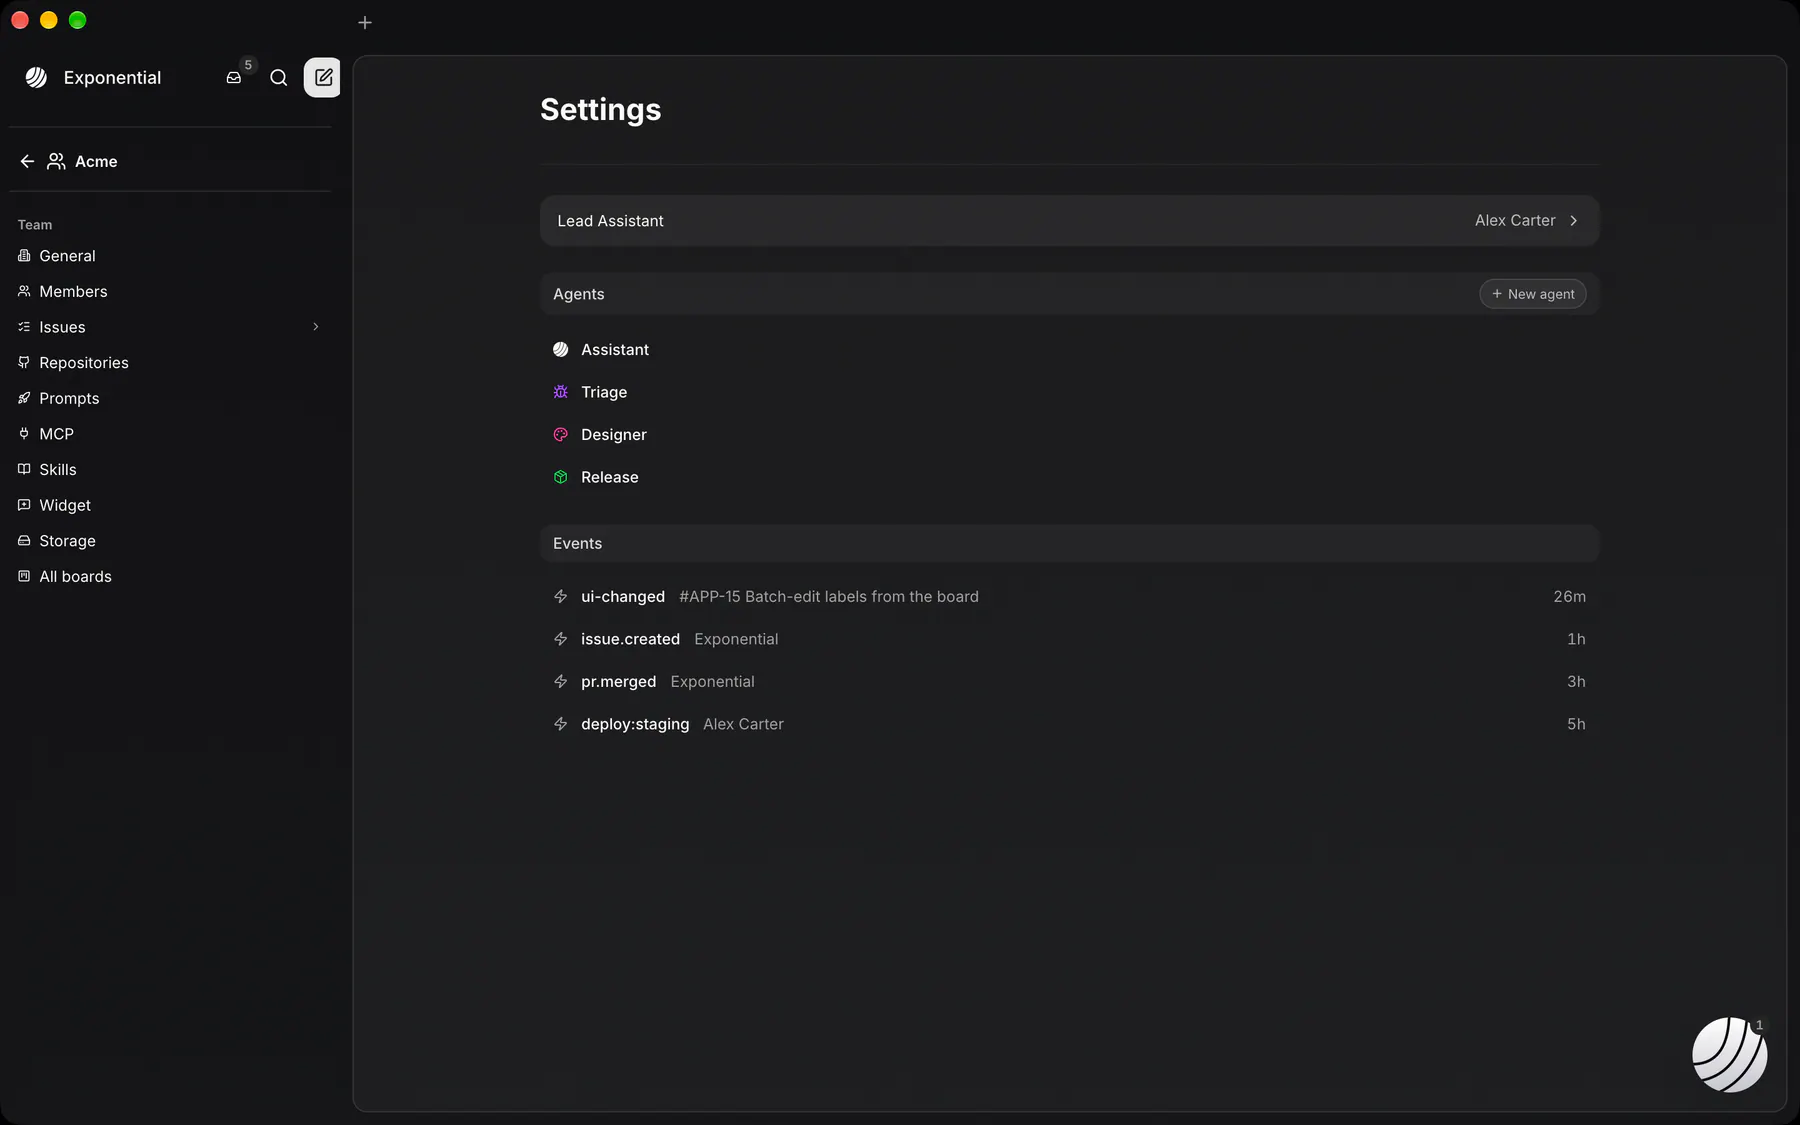 Exponential
5
Acme
Team
General
Members
Issues
Repositories
Prompts
MCP
Skills
Widget
Storage
All boards
Settings
Lead Assistant Alex Carter
Agents + New agent
Assistant
Triage
Designer
Release
Events
ui-changed #APP-15 Batch-edit labels from the board 26m
issue.created Exponential 1h
pr.merged Exponential 3h
deploy:staging Alex Carter 5h
1